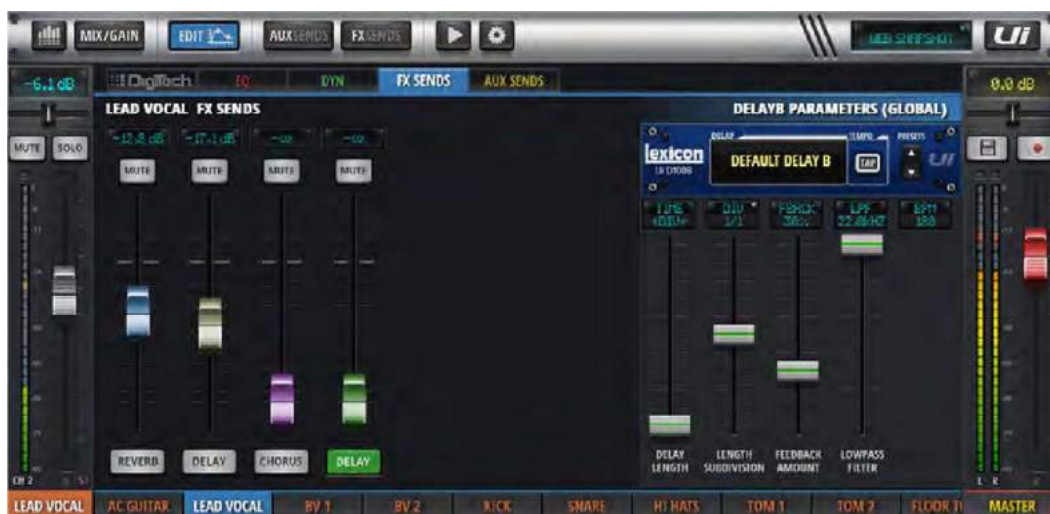 MIX/GAIN EDIT AUX SENDS FX SENDS WEB SNAPSHOT Ui
-6.1 dB DigiTech EQ DYN FX SENDS AUX SENDS 0.0 dB
LEAD VOCAL FX SENDS DELAYB PARAMETERS (GLOBAL)
-17.1 dB -∞ -∞
DELAY TEMPO PRESETS
lexicon DEFAULT DELAY B TAP Ui
MUTE SOLO MUTE MUTE MUTE MUTE
TIME DIV FBACK LPF BPM
<DIV> 1/1 30%
REVERB DELAY CHORUS DELAY
DELAY LENGTH LENGTH SUBDIVISION FEEDBACK AMOUNT LOWPASS FILTER
CH 2 L R
LEAD VOCAL AC GUITAR LEAD VOCAL BV 1 BV 2 KICK SNARE HI HATS TOM 1 TOM 2 FLOOR MASTER